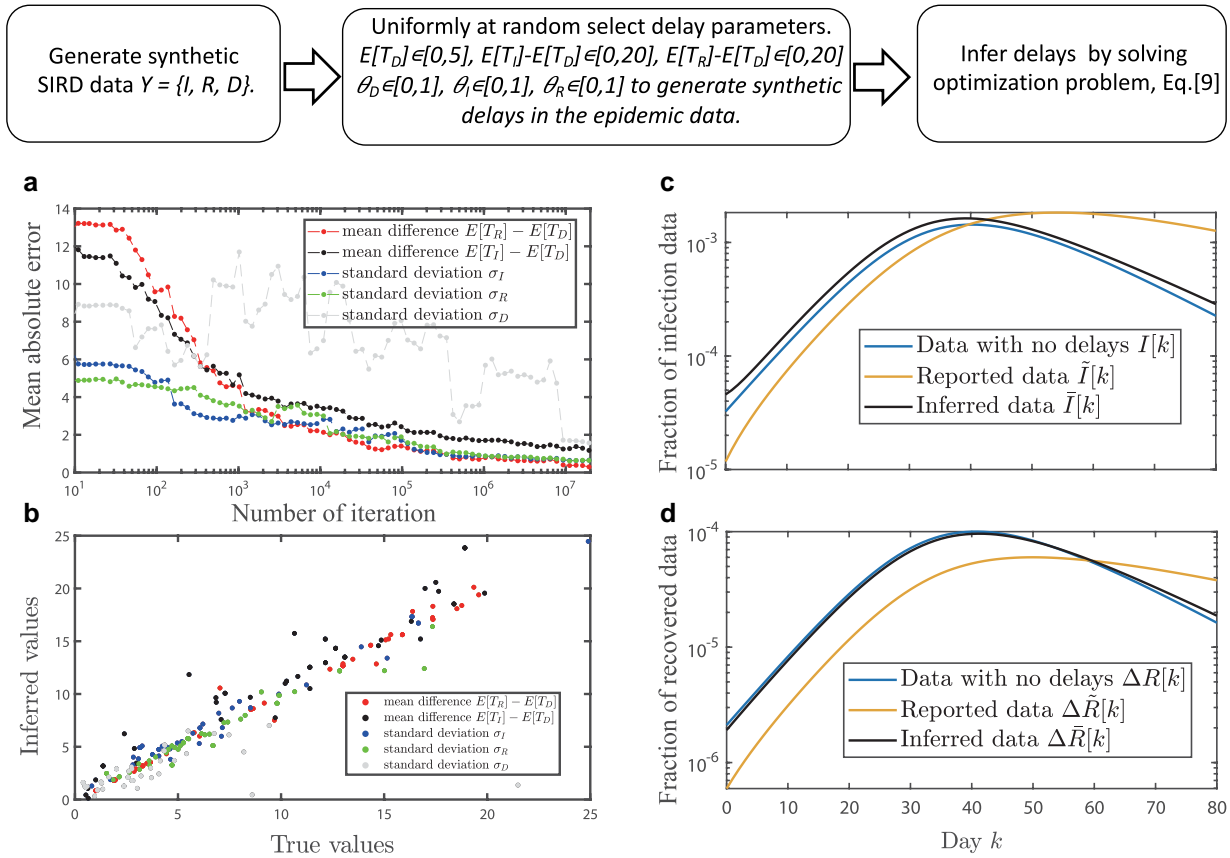 Generate synthetic
SIRD data Y = {I, R, D}.
Uniformly at random select delay parameters.
E[T_D]∈[0,5], E[T_I]-E[T_D]∈[0,20], E[T_R]-E[T_D]∈[0,20]
θ_D∈[0,1], θ_I∈[0,1], θ_R∈[0,1] to generate synthetic
delays in the epidemic data.
Infer delays by solving
optimization problem, Eq.[9]
a
Mean absolute error
14
12
10
8
6
4
2
0
mean difference E[T_R] − E[T_D]
mean difference E[T_I] − E[T_D]
standard deviation σ_I
standard deviation σ_R
standard deviation σ_D
10^1 10^2 10^3 10^4 10^5 10^6 10^7
Number of iteration
b
Inferred values
25
20
15
10
5
0
mean difference E[T_R] − E[T_D]
mean difference E[T_I] − E[T_D]
standard deviation σ_I
standard deviation σ_R
standard deviation σ_D
0 5 10 15 20 25
True values
c
Fraction of infection data
10^-3
10^-4
10^-5
Data with no delays I[k]
Reported data Ĩ[k]
Inferred data Ī[k]
d
Fraction of recovered data
10^-4
10^-5
10^-6
Data with no delays ΔR[k]
Reported data ΔR̃[k]
Inferred data ΔR̄[k]
0 10 20 30 40 50 60 70 80
Day k